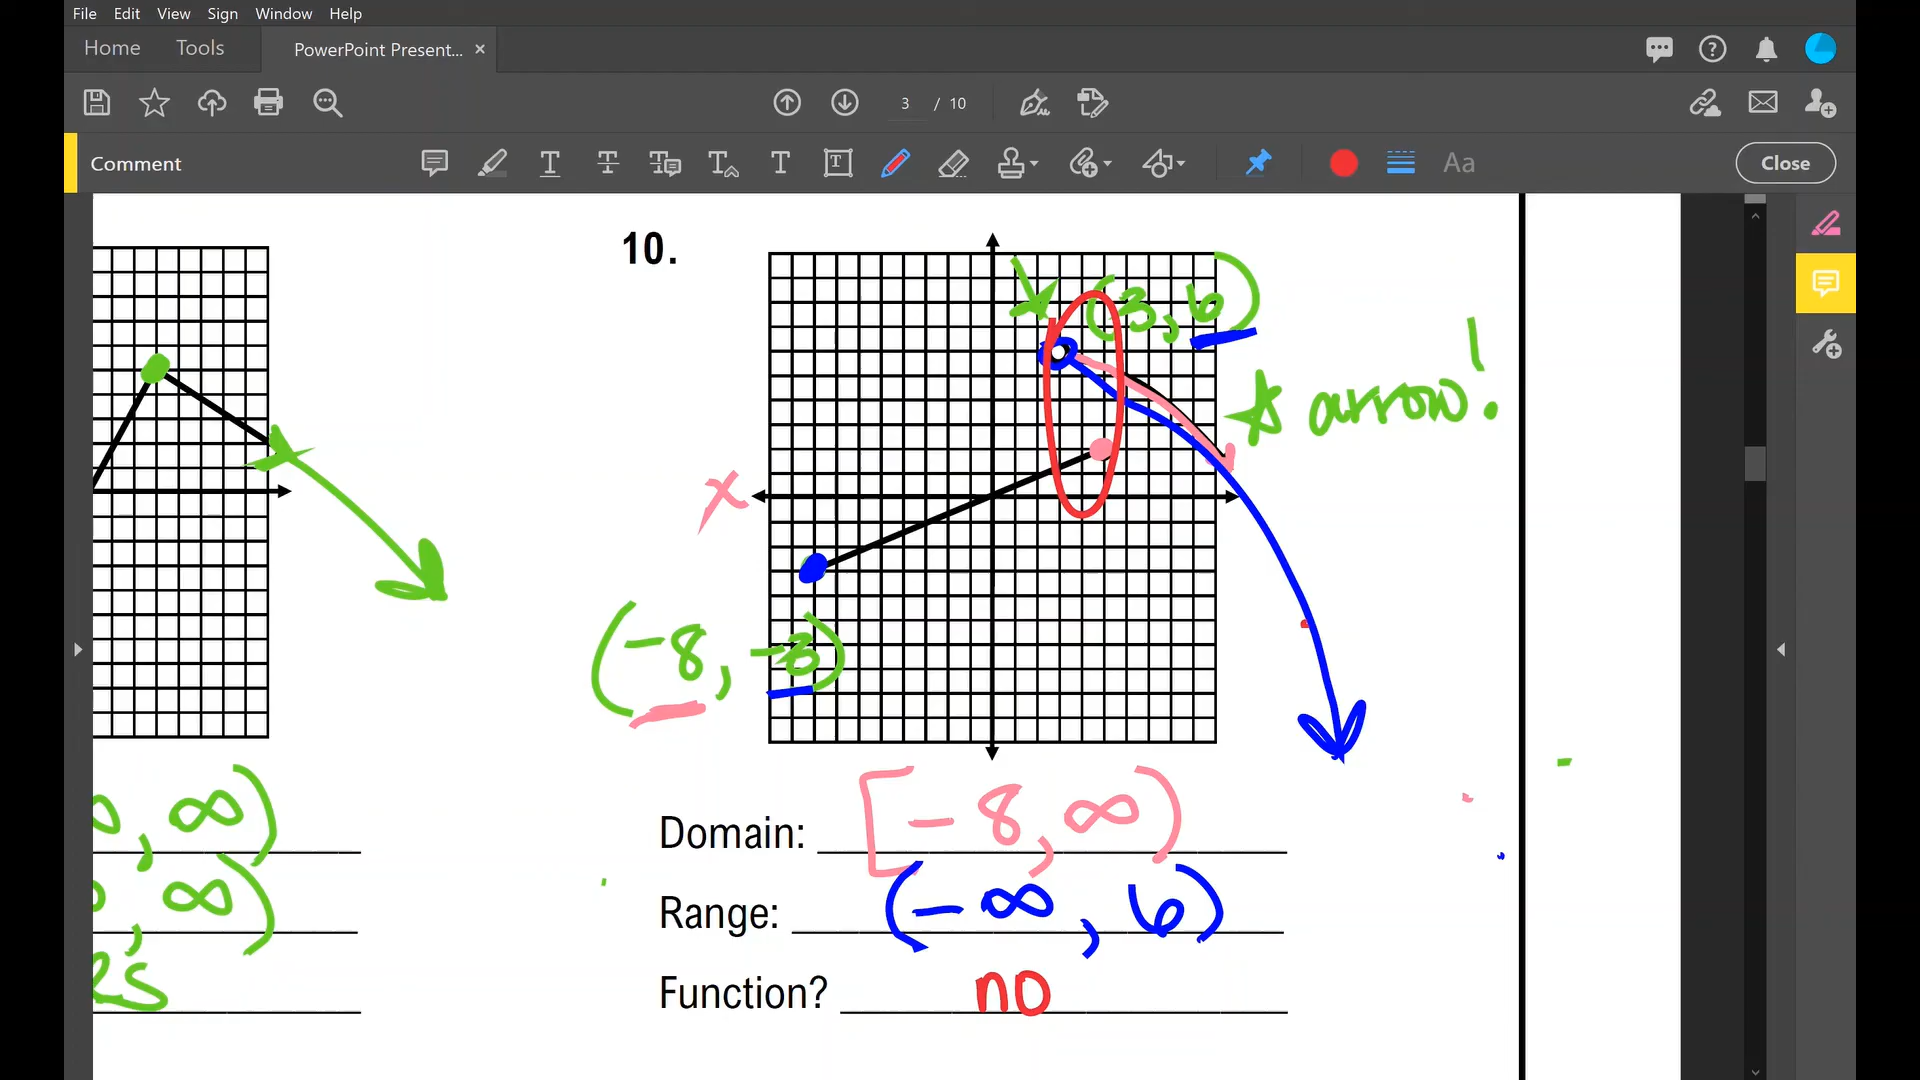 File Edit View Sign Window Help
Home Tools PowerPoint Present... ×
3 / 10
Comment
Aa
Close
10.
(3, 6)
arrow!
x
(-8, -3)
∞, ∞)
Domain: [-8, ∞)
, ∞)
Range: (-∞, 6)
es
Function? no